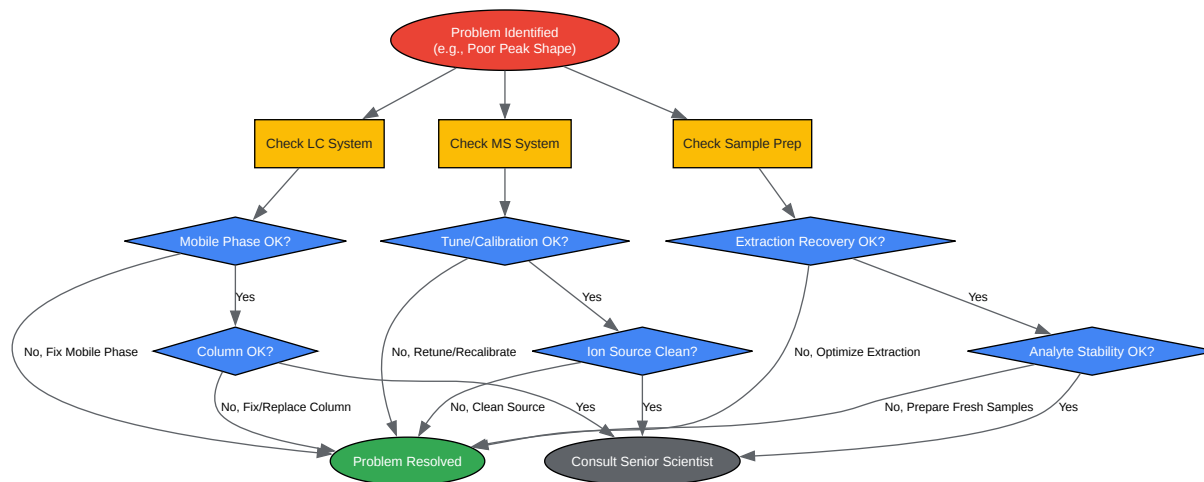 Problem Identified
(e.g., Poor Peak Shape)
Check LC System
Check MS System
Check Sample Prep
Mobile Phase OK?
Tune/Calibration OK?
Extraction Recovery OK?
Yes
Yes
Yes
No, Fix Mobile Phase
Column OK?
No, Retune/Recalibrate
Ion Source Clean?
No, Optimize Extraction
Analyte Stability OK?
No, Fix/Replace Column
No, Clean Source
Yes
Yes
No, Prepare Fresh Samples
Yes
Problem Resolved
Consult Senior Scientist